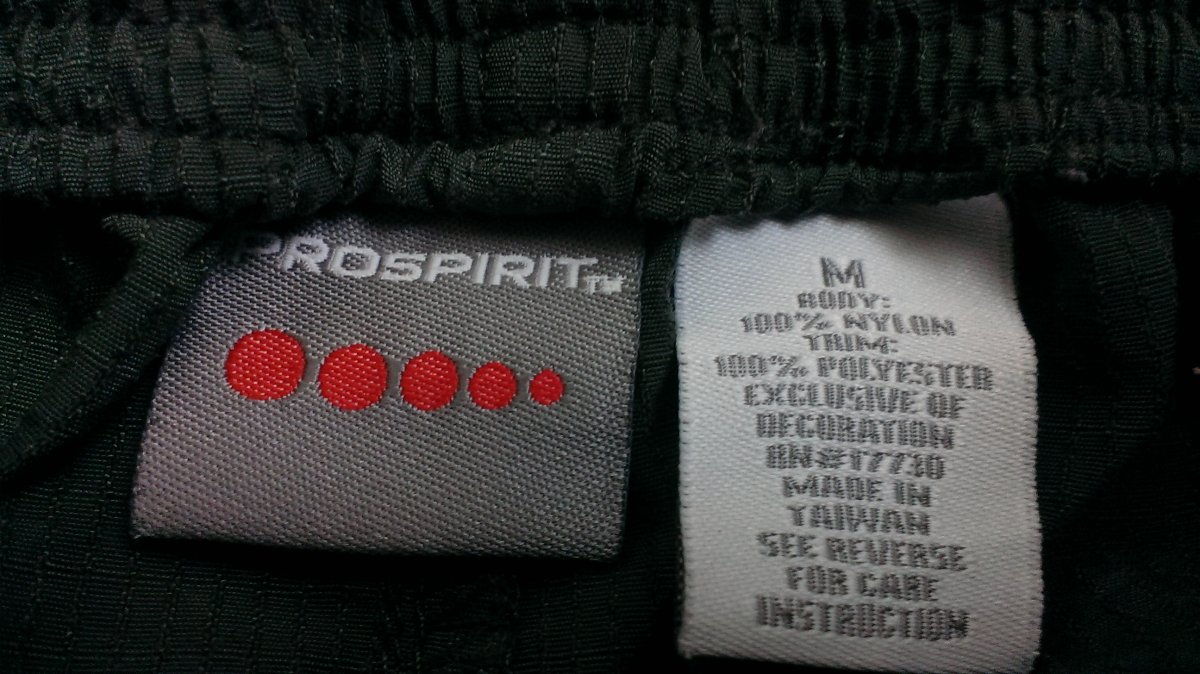 PROSPIRIT™
M
BODY:
100% NYLON
TRIM:
100% POLYESTER
EXCLUSIVE OF
DECORATION
RN#17730
MADE IN
TAIWAN
SEE REVERSE
FOR CARE
INSTRUCTION